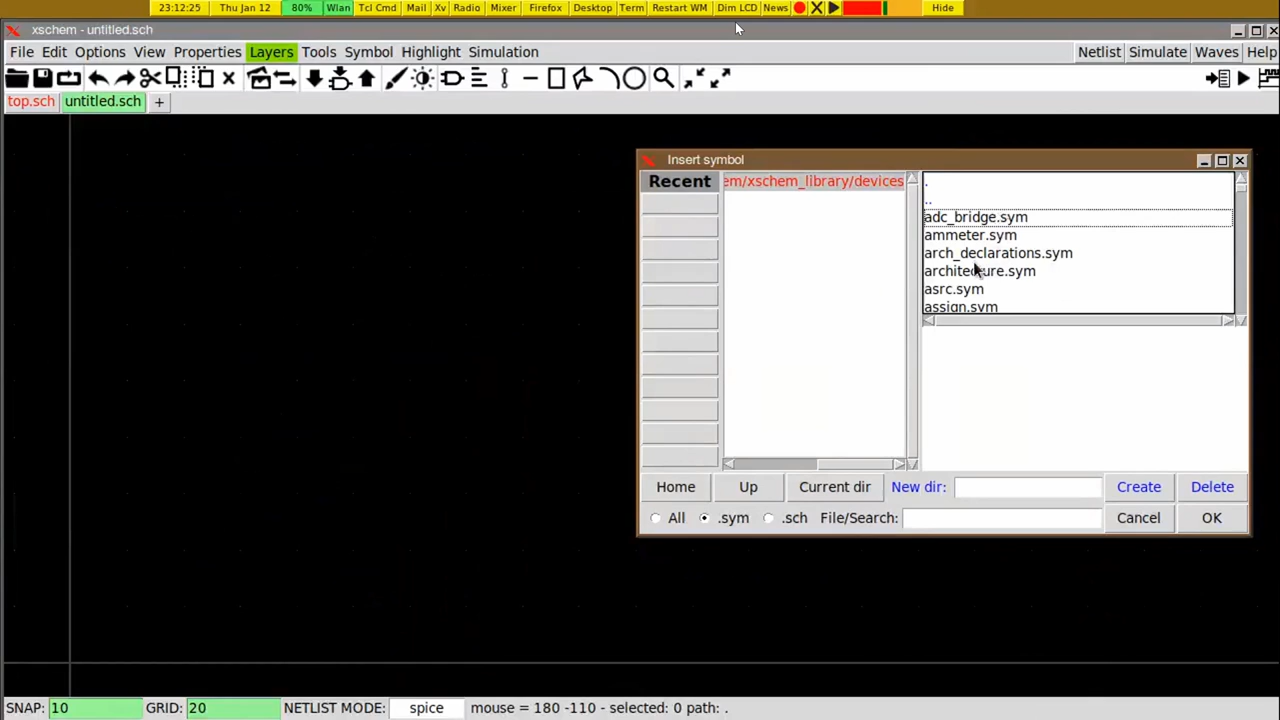 23:12:25 Thu Jan 12 80% Wlan Tcl Cmd Mail Xv Radio Mixer Firefox Desktop Term Restart WM Dim LCD News Hide
xschem - untitled.sch
File Edit Options View Properties Layers Tools Symbol Highlight Simulation Netlist Simulate Waves Help
top.sch untitled.sch +
Insert symbol
Recent
em/xschem_library/devices
.
..
adc_bridge.sym
ammeter.sym
arch_declarations.sym
architecture.sym
asrc.sym
assign.sym
Home Up Current dir New dir: Create Delete
All .sym .sch File/Search: Cancel OK
SNAP: 10 GRID: 20 NETLIST MODE: spice mouse = 180 -110 - selected: 0 path: .